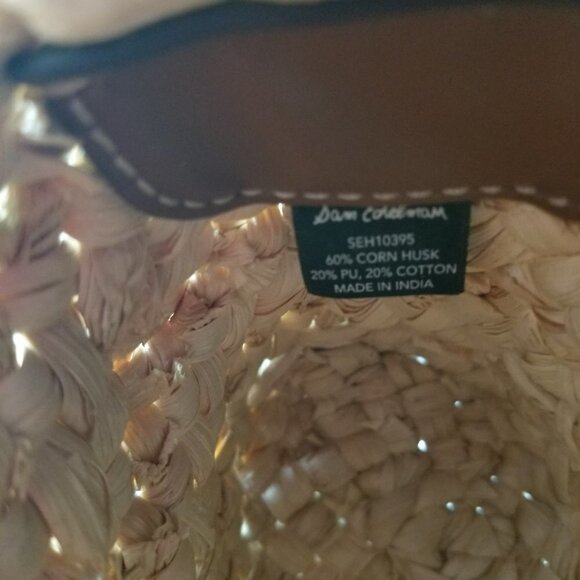 Sam Edelman
SEH10395
60% CORN HUSK
20% PU, 20% COTTON
MADE IN INDIA